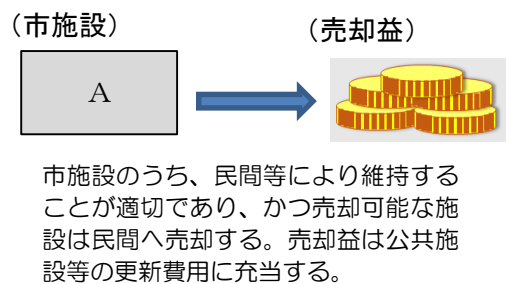 (市施設)
(売却益)
A
市施設のうち、民間等により維持する
ことが適切であり、かつ売却可能な施
設は民間へ売却する。売却益は公共施
設等の更新費用に充当する。